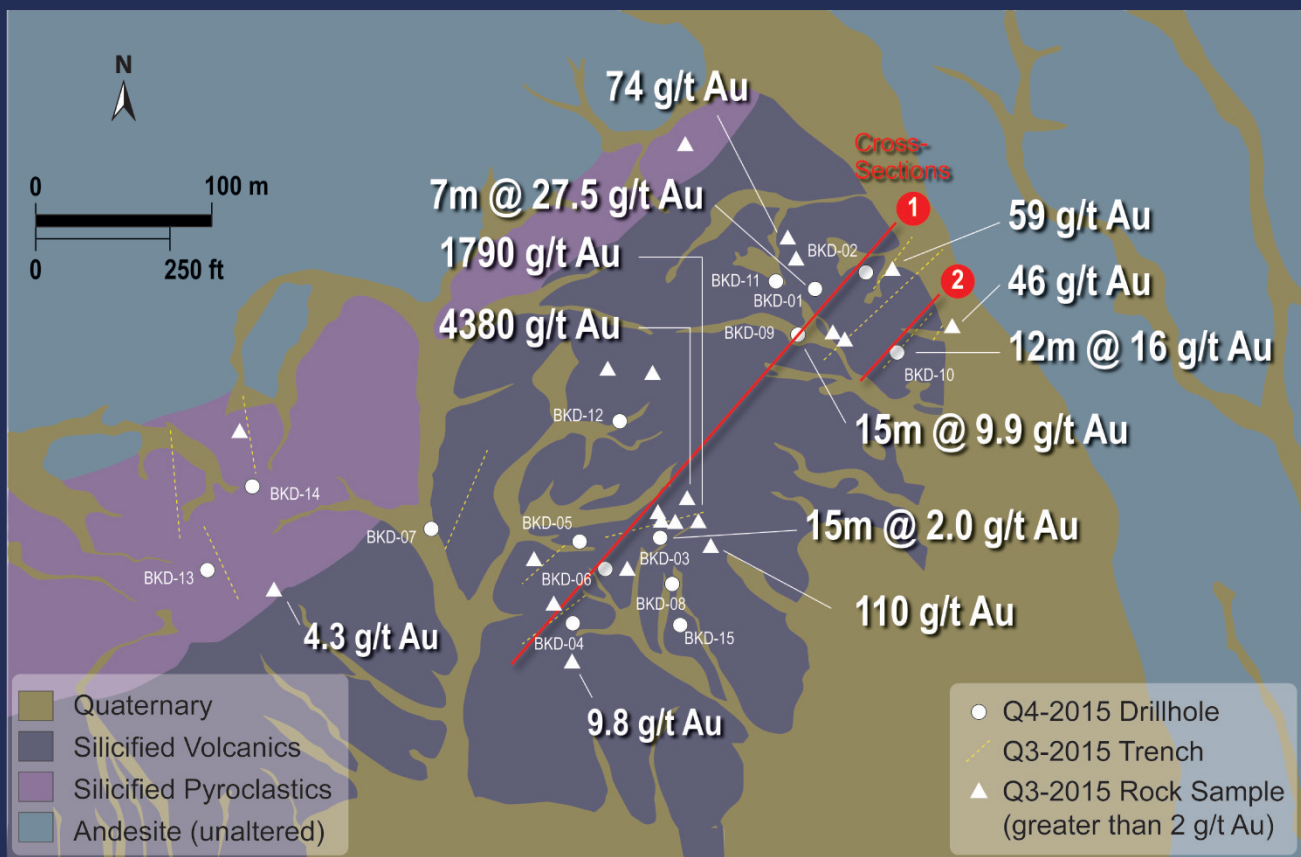 N
0 100 m
0 250 ft
74 g/t Au
7m @ 27.5 g/t Au
1790 g/t Au
4380 g/t Au
Cross-
Sections
1
59 g/t Au
2
46 g/t Au
12m @ 16 g/t Au
15m @ 9.9 g/t Au
15m @ 2.0 g/t Au
110 g/t Au
4.3 g/t Au
9.8 g/t Au
BKD-02
BKD-11
BKD-01
BKD-09
BKD-10
BKD-12
BKD-14
BKD-07
BKD-05
BKD-03
BKD-13
BKD-06
BKD-08
BKD-04
BKD-15
Quaternary
Silicified Volcanics
Silicified Pyroclastics
Andesite (unaltered)
Q4-2015 Drillhole
Q3-2015 Trench
Q3-2015 Rock Sample
(greater than 2 g/t Au)